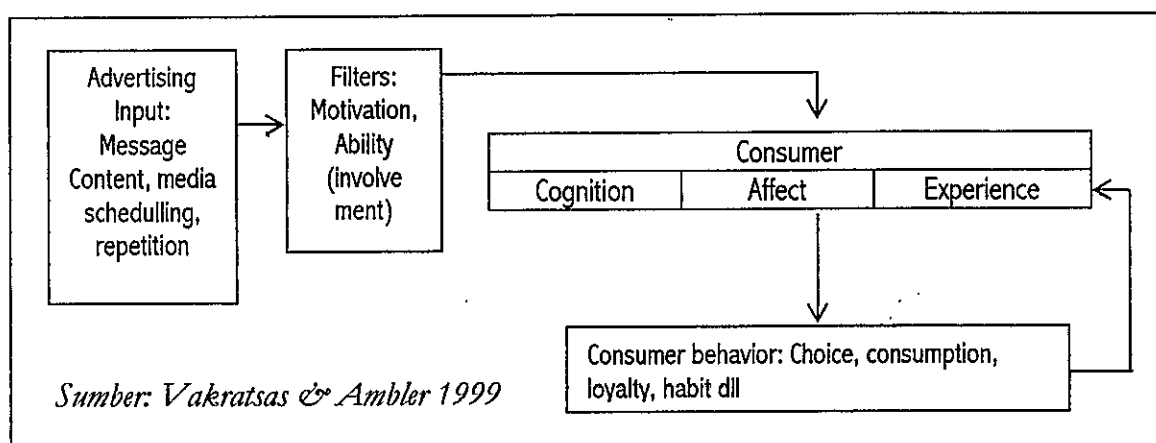 Advertising
Input:
Message
Content, media
schedulling,
repetition
Filters:
Motivation,
Ability
(involve
ment)
Consumer
Cognition
Affect
Experience
Consumer behavior: Choice, consumption,
loyalty, habit dll
Sumber: Vakratsas & Ambler 1999